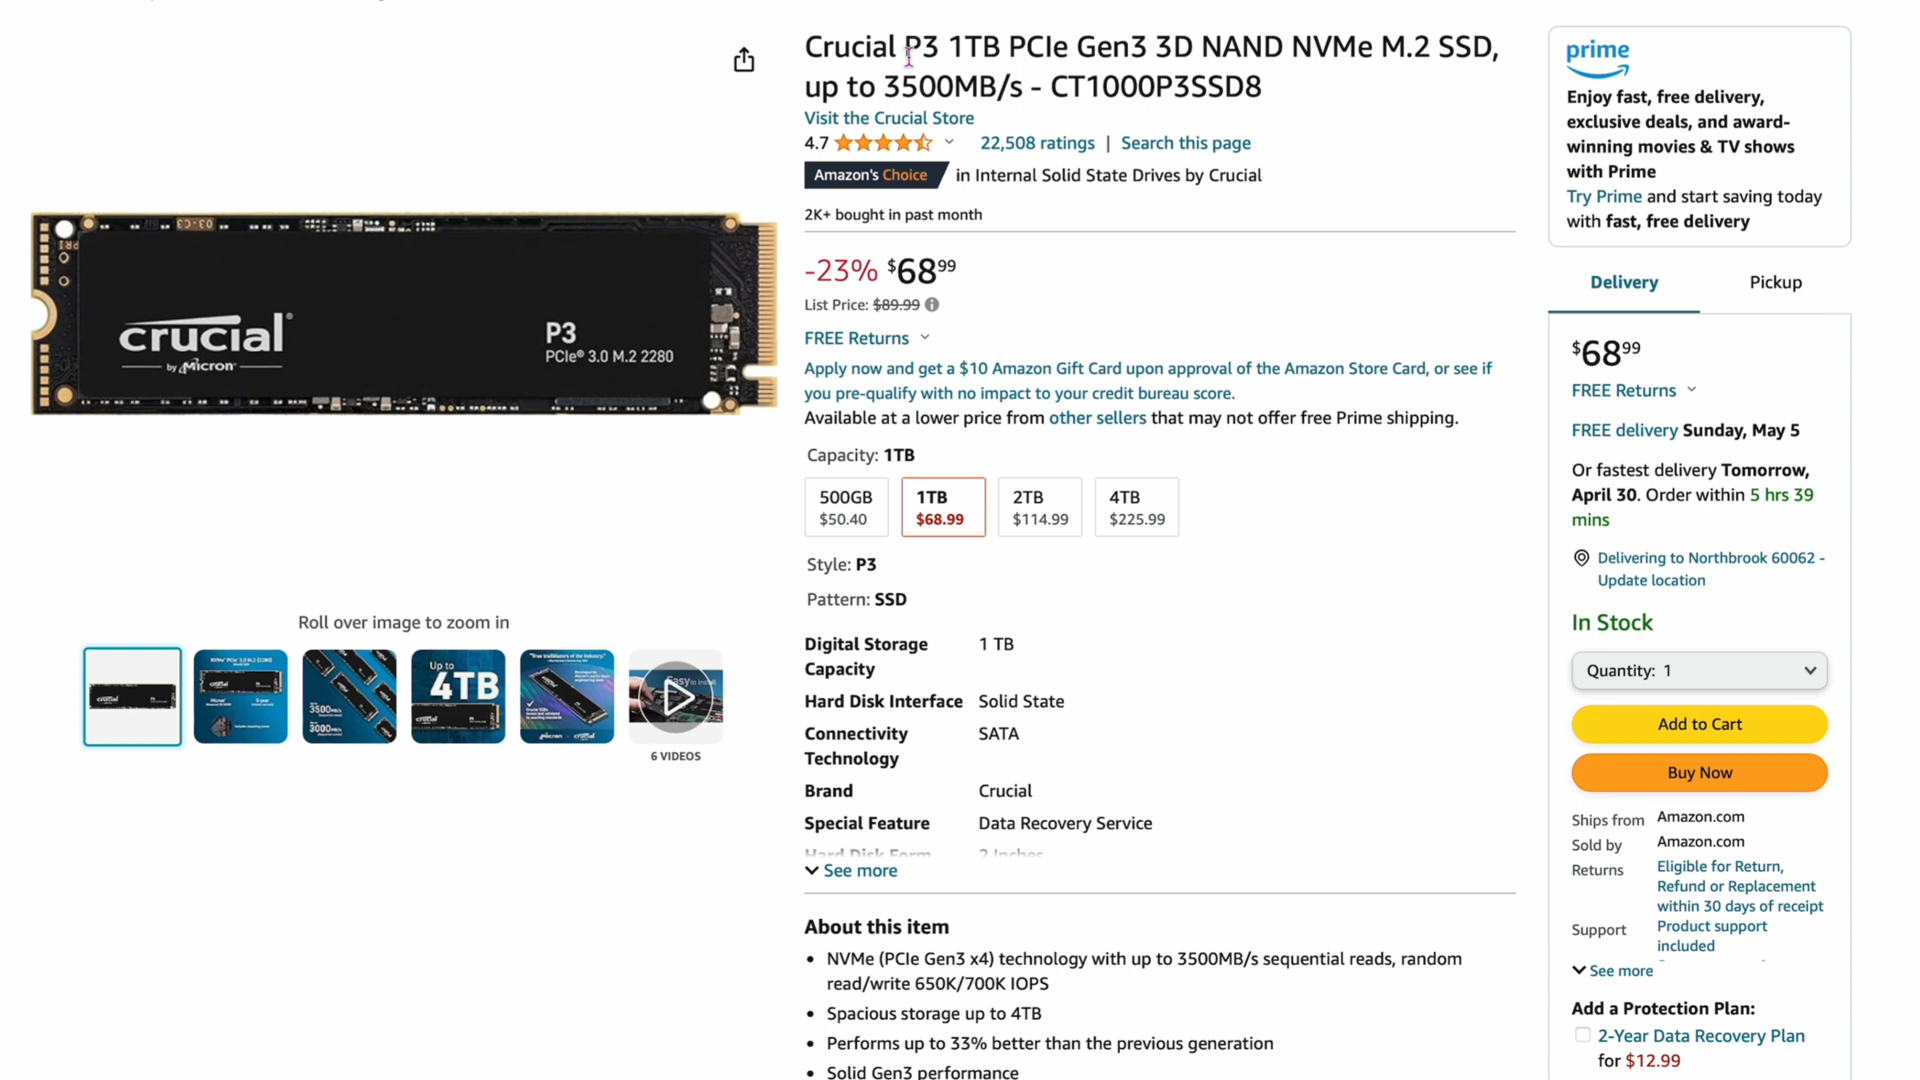 Crucial P3 1TB PCIe Gen3 3D NAND NVMe M.2 SSD,
up to 3500MB/s - CT1000P3SSD8
Visit the Crucial Store
4.7
22,508 ratings | Search this page
Amazon's Choice in Internal Solid State Drives by Crucial
2K+ bought in past month
-23% $68.99
List Price: $89.99
FREE Returns
Apply now and get a $10 Amazon Gift Card upon approval of the Amazon Store Card, or see if
you pre-qualify with no impact to your credit bureau score.
Available at a lower price from other sellers that may not offer free Prime shipping.
Capacity: 1TB
500GB
$50.40
1TB
$68.99
2TB
$114.99
4TB
$225.99
Style: P3
Pattern: SSD
Digital Storage
Capacity
1 TB
Hard Disk Interface Solid State
Connectivity
Technology
SATA
Brand Crucial
Special Feature Data Recovery Service
Hard Disk Form 2 Inches
See more
About this item
• NVMe (PCIe Gen3 x4) technology with up to 3500MB/s sequential reads, random
read/write 650K/700K IOPS
• Spacious storage up to 4TB
• Performs up to 33% better than the previous generation
• Solid Gen3 performance
crucial®
by Micron®
P3
PCIe® 3.0 M.2 2280
Roll over image to zoom in
3500MB/s
3000MB/s
Up to
4TB
crucial
Easy to install
6 VIDEOS
prime
Enjoy fast, free delivery,
exclusive deals, and award-
winning movies & TV shows
with Prime
Try Prime and start saving today
with fast, free delivery
Delivery
Pickup
$68.99
FREE Returns
FREE delivery Sunday, May 5
Or fastest delivery Tomorrow,
April 30. Order within 5 hrs 39
mins
Delivering to Northbrook 60062 -
Update location
In Stock
Quantity: 1
Add to Cart
Buy Now
Ships from Amazon.com
Sold by Amazon.com
Returns Eligible for Return,
Refund or Replacement
within 30 days of receipt
Support Product support
included
See more
Add a Protection Plan:
2-Year Data Recovery Plan
for $12.99